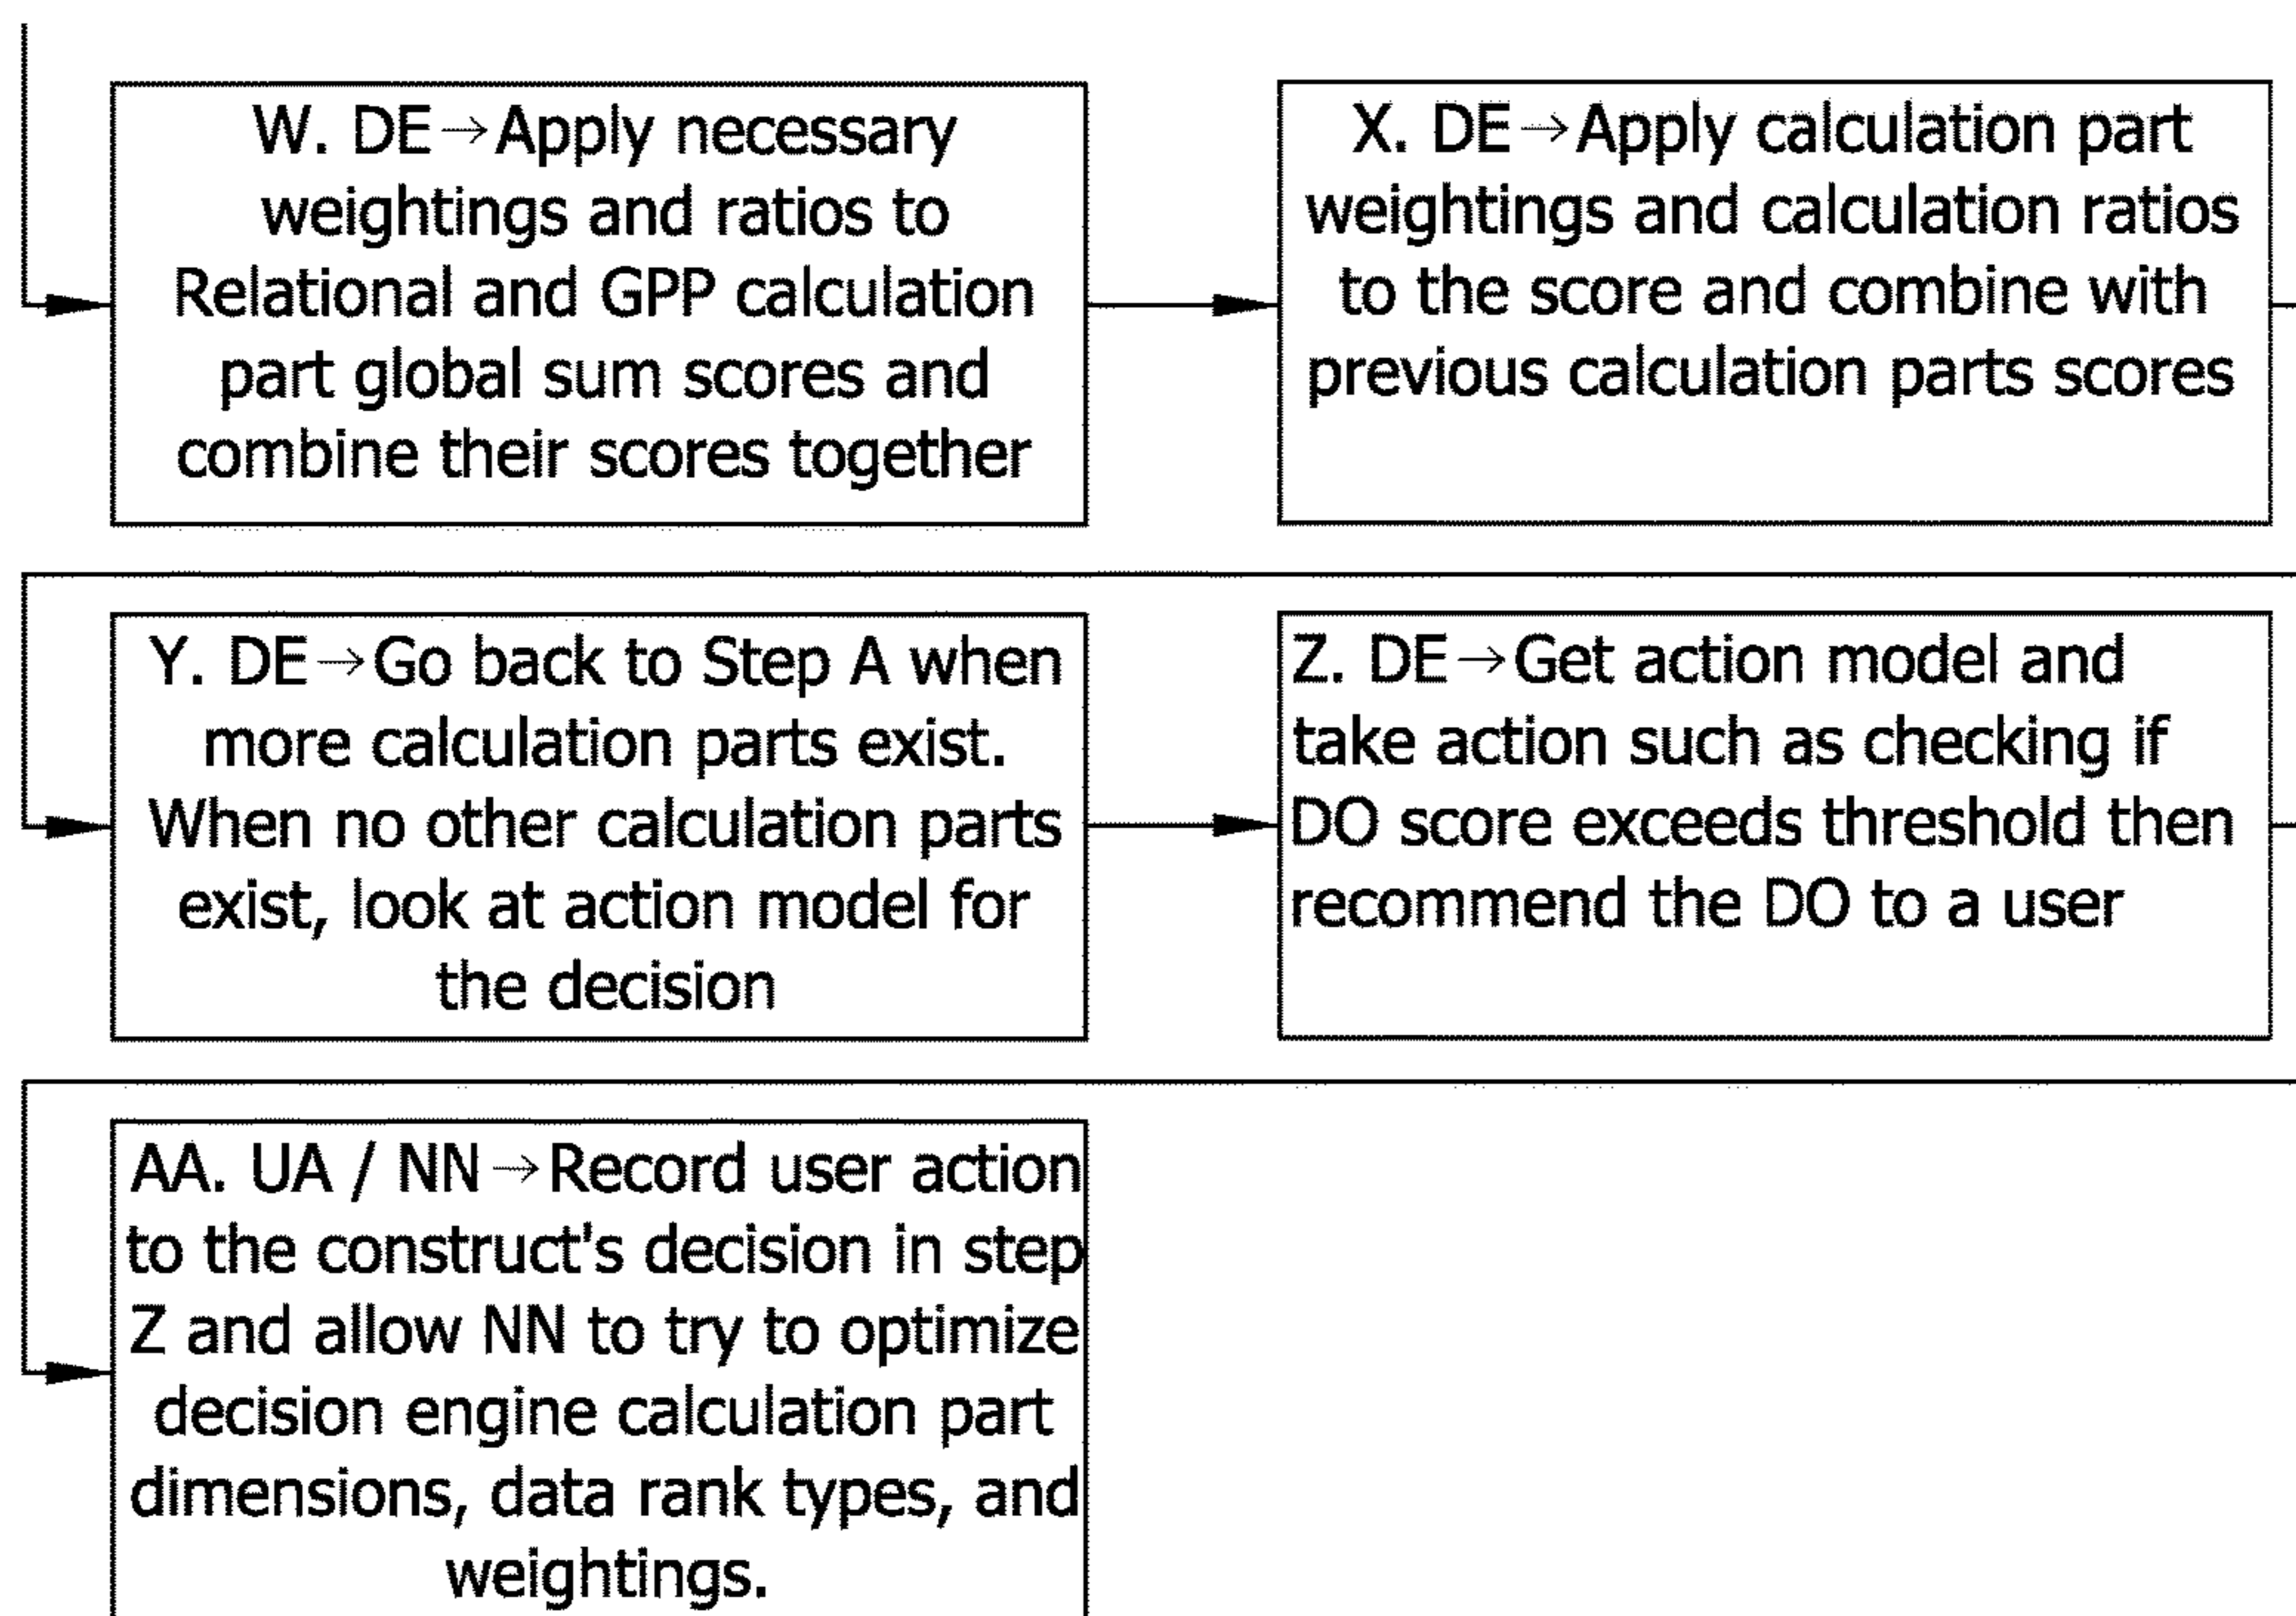 W. DE→Apply necessary
weightings and ratios to
Relational and GPP calculation
part global sum scores and
combine their scores together
X. DE→Apply calculation part
weightings and calculation ratios
to the score and combine with
previous calculation parts scores
Y. DE→Go back to Step A when
more calculation parts exist.
When no other calculation parts
exist, look at action model for
the decision
Z. DE→Get action model and
take action such as checking if
DO score exceeds threshold then
recommend the DO to a user
AA. UA / NN→Record user action
to the construct's decision in step
Z and allow NN to try to optimize
decision engine calculation part
dimensions, data rank types, and
weightings.